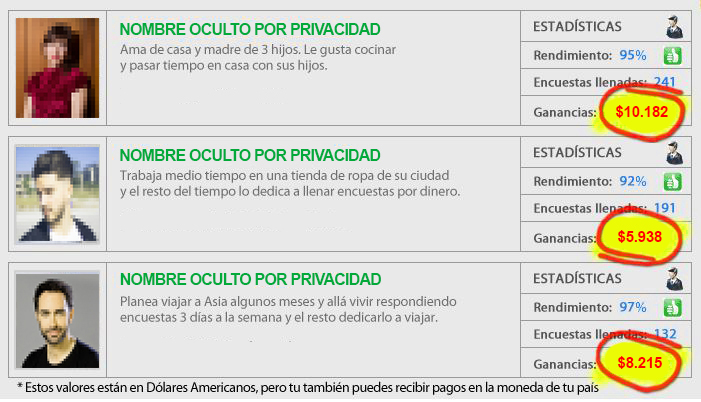 NOMBRE OCULTO POR PRIVACIDAD
Ama de casa y madre de 3 hijos. Le gusta cocinar
y pasar tiempo en casa con sus hijos.
ESTADÍSTICAS
Rendimiento: 95%
Encuestas llenadas: 241
Ganancias: $10.182
NOMBRE OCULTO POR PRIVACIDAD
Trabaja medio tiempo en una tienda de ropa de su ciudad
y el resto del tiempo lo dedica a llenar encuestas por dinero.
ESTADÍSTICAS
Rendimiento: 92%
Encuestas llenadas: 191
Ganancias: $5.938
NOMBRE OCULTO POR PRIVACIDAD
Planea viajar a Asia algunos meses y allá vivir respondiendo
encuestas 3 días a la semana y el resto dedicarlo a viajar.
ESTADÍSTICAS
Rendimiento: 97%
Encuestas llenadas: 132
Ganancias: $8.215
* Estos valores están en Dólares Americanos, pero tu también puedes recibir pagos en la moneda de tu país